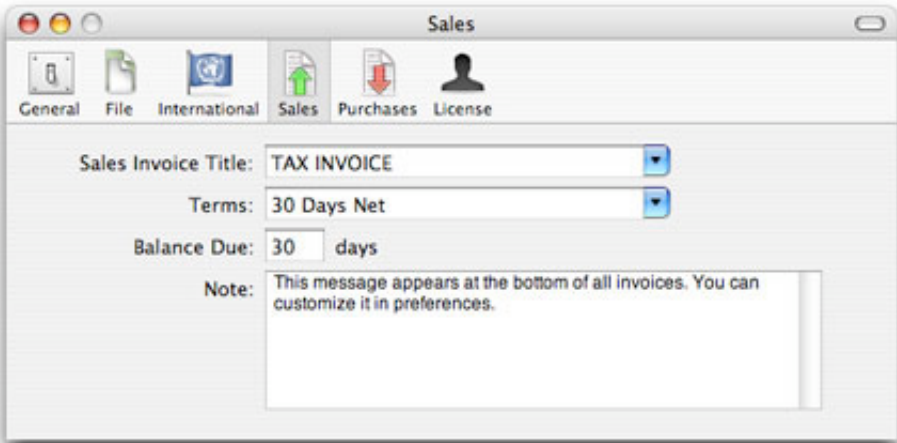 Sales
General File International Sales Purchases License
Sales Invoice Title: TAX INVOICE
Terms: 30 Days Net
Balance Due: 30 days
Note: This message appears at the bottom of all invoices. You can
customize it in preferences.